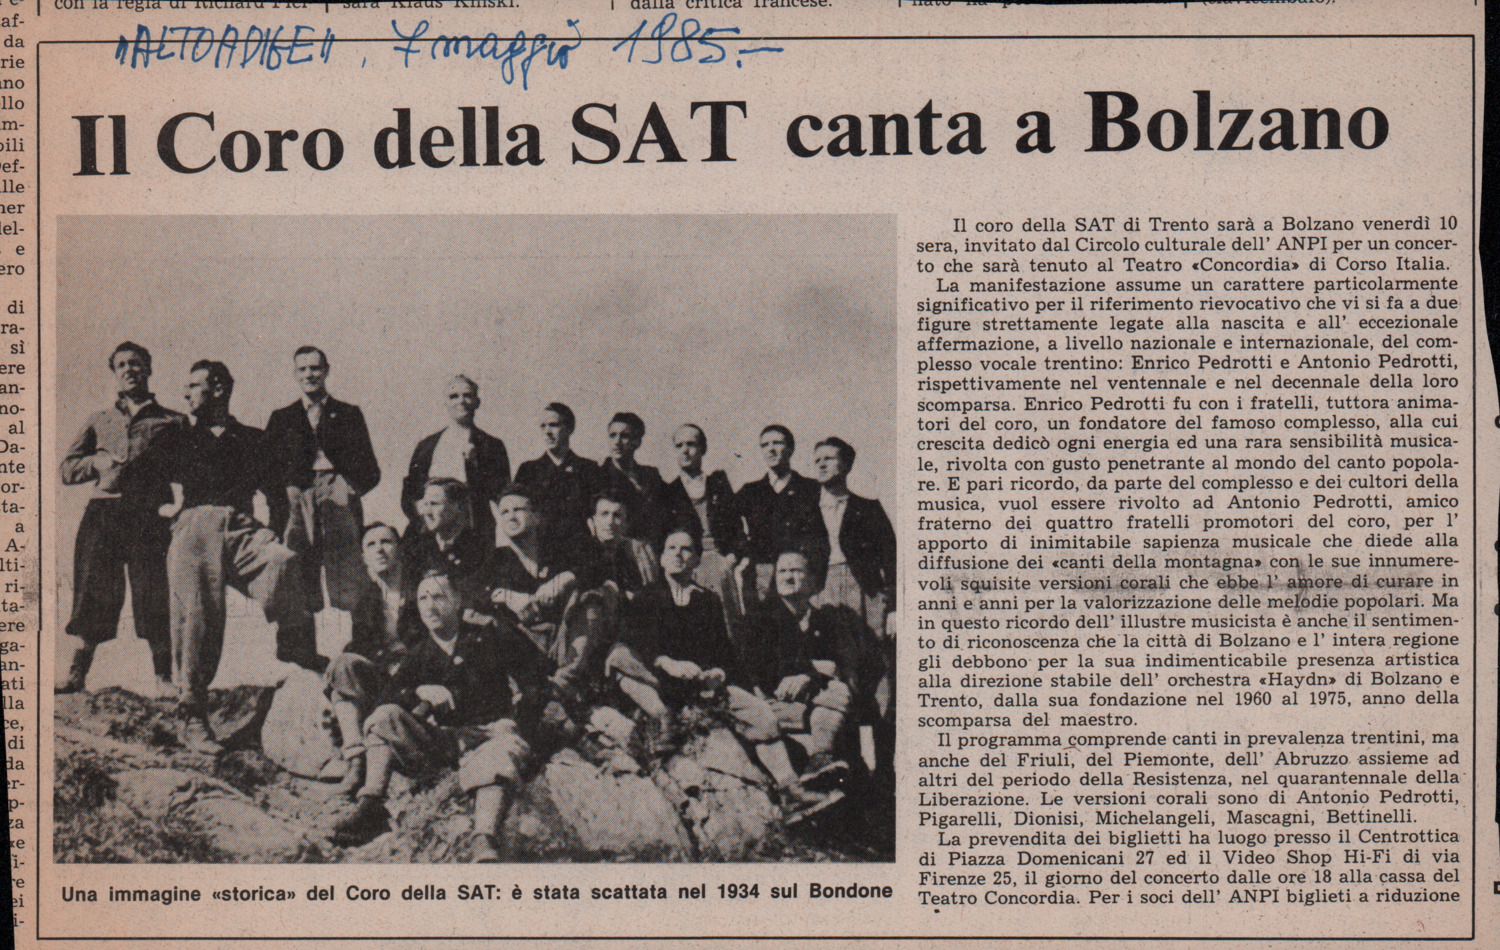 con la regia di Richard Pier
sarà Klaus Kinski.
dalla critica francese.
«ALTO ADIGE», 7 maggio 1985.—
Il Coro della SAT canta a Bolzano
Il coro della SAT di Trento sarà a Bolzano venerdì 10
sera, invitato dal Circolo culturale dell' ANPI per un concer-
to che sarà tenuto al Teatro «Concordia» di Corso Italia.
La manifestazione assume un carattere particolarmente
significativo per il riferimento rievocativo che vi si fa a due
figure strettamente legate alla nascita e all' eccezionale
affermazione, a livello nazionale e internazionale, del com-
plesso vocale trentino: Enrico Pedrotti e Antonio Pedrotti,
rispettivamente nel ventennale e nel decennale della loro
scomparsa. Enrico Pedrotti fu con i fratelli, tuttora anima-
tori del coro, un fondatore del famoso complesso, alla cui
crescita dedicò ogni energia ed una rara sensibilità musica-
le, rivolta con gusto penetrante al mondo del canto popola-
re. E pari ricordo, da parte del complesso e dei cultori della
musica, vuol essere rivolto ad Antonio Pedrotti, amico
fraterno dei quattro fratelli promotori del coro, per l'
apporto di inimitabile sapienza musicale che diede alla
diffusione dei «canti della montagna» con le sue innumere-
voli squisite versioni corali che ebbe l' amore di curare in
anni e anni per la valorizzazione delle melodie popolari. Ma
in questo ricordo dell' illustre musicista è anche il sentimen-
to di riconoscenza che la città di Bolzano e l' intera regione
gli debbono per la sua indimenticabile presenza artistica
alla direzione stabile dell' orchestra «Haydn» di Bolzano e
Trento, dalla sua fondazione nel 1960 al 1975, anno della
scomparsa del maestro.
Il programma comprende canti in prevalenza trentini, ma
anche del Friuli, del Piemonte, dell' Abruzzo assieme ad
altri del periodo della Resistenza, nel quarantennale della
Liberazione. Le versioni corali sono di Antonio Pedrotti,
Pigarelli, Dionisi, Michelangeli, Mascagni, Bettinelli.
La prevendita dei biglietti ha luogo presso il Centrottica
di Piazza Domenicani 27 ed il Video Shop Hi-Fi di via
Firenze 25, il giorno del concerto dalle ore 18 alla cassa del
Teatro Concordia. Per i soci dell' ANPI biglietti a riduzione
Una immagine «storica» del Coro della SAT: è stata scattata nel 1934 sul Bondone